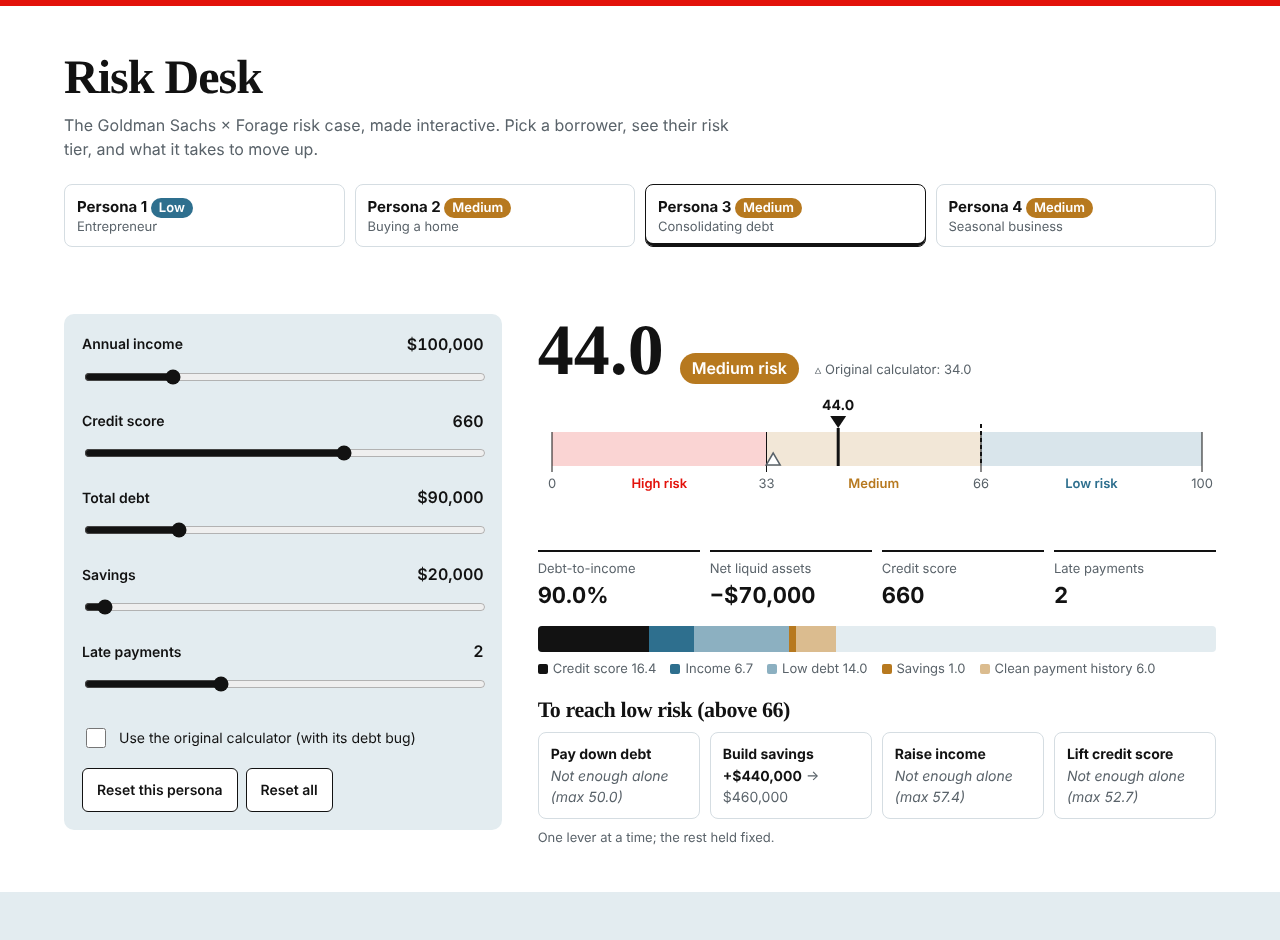 Risk Desk
The Goldman Sachs × Forage risk case, made interactive. Pick a borrower, see their risk
tier, and what it takes to move up.
Persona 1 Low
Entrepreneur
Persona 2 Medium
Buying a home
Persona 3 Medium
Consolidating debt
Persona 4 Medium
Seasonal business
Annual income $100,000
Credit score 660
Total debt $90,000
Savings $20,000
Late payments 2
Use the original calculator (with its debt bug)
Reset this persona Reset all
44.0 Medium risk △ Original calculator: 34.0
44.0
0 High risk 33 Medium 66 Low risk 100
Debt-to-income
90.0%
Net liquid assets
−$70,000
Credit score
660
Late payments
2
Credit score 16.4 Income 6.7 Low debt 14.0 Savings 1.0 Clean payment history 6.0
To reach low risk (above 66)
Pay down debt
Not enough alone
(max 50.0)
Build savings
+$440,000 →
$460,000
Raise income
Not enough alone
(max 57.4)
Lift credit score
Not enough alone
(max 52.7)
One lever at a time; the rest held fixed.